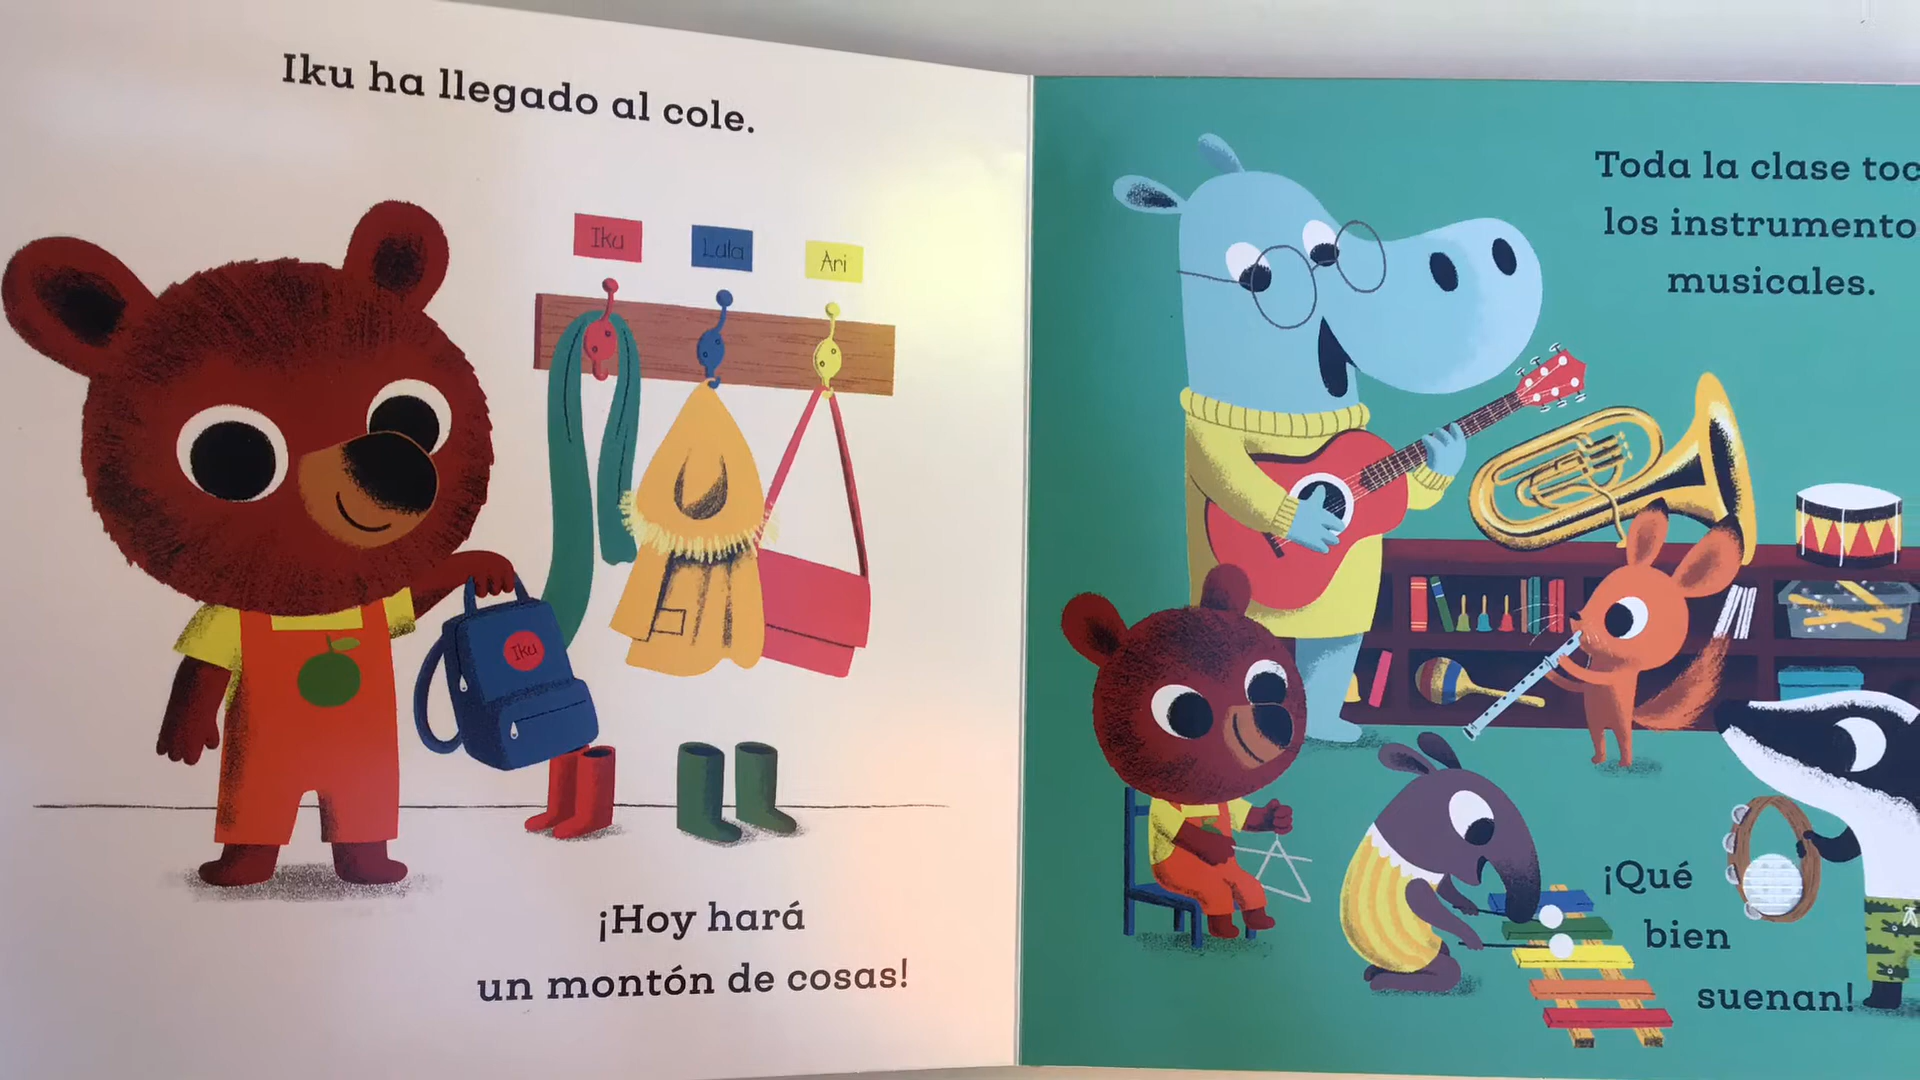 Iku ha llegado al cole.
Iku
Lula
Ari
Iku
¡Hoy hará
un montón de cosas!
Toda la clase toc
los instrumento
musicales.
¡Qué
bien
suenan!